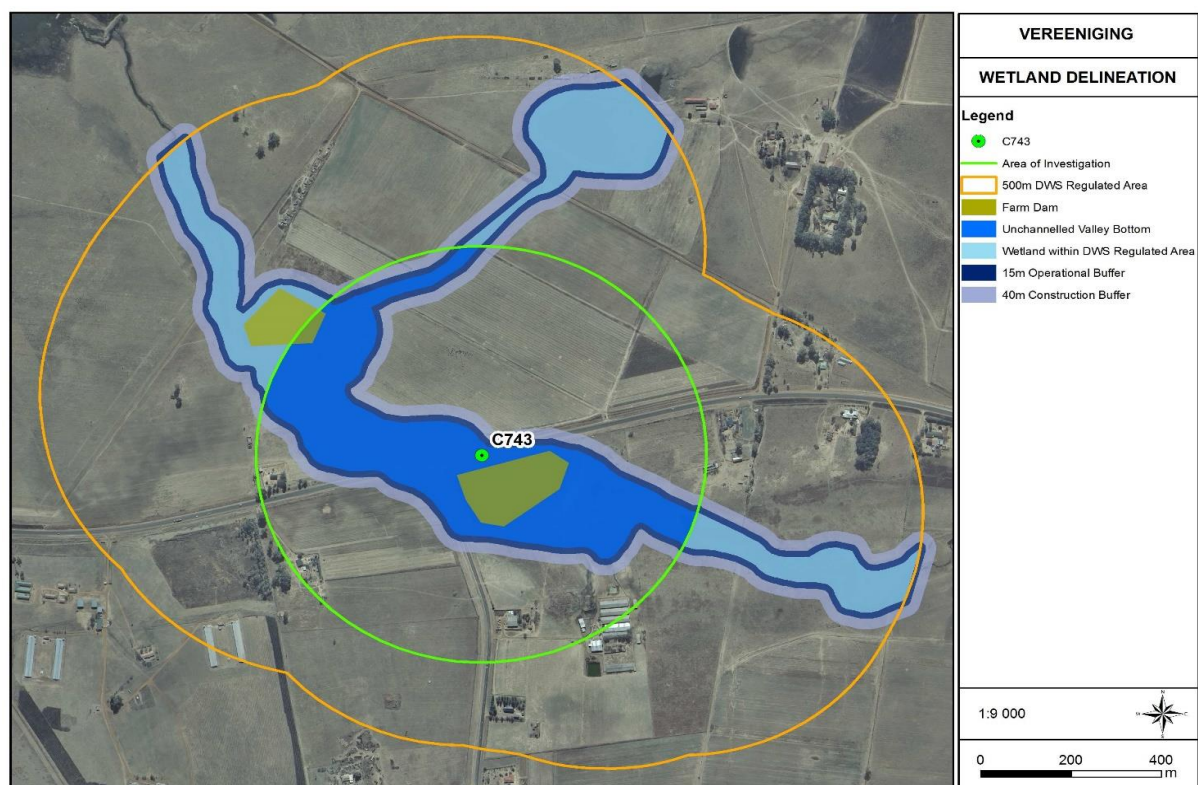 VEREENIGING
WETLAND DELINEATION
Legend
C743
Area of Investigation
500m DWS Regulated Area
Farm Dam
Unchannelled Valley Bottom
Wetland within DWS Regulated Area
15m Operational Buffer
40m Construction Buffer
C743
1:9 000
N
W
E
S
0 200 400
m